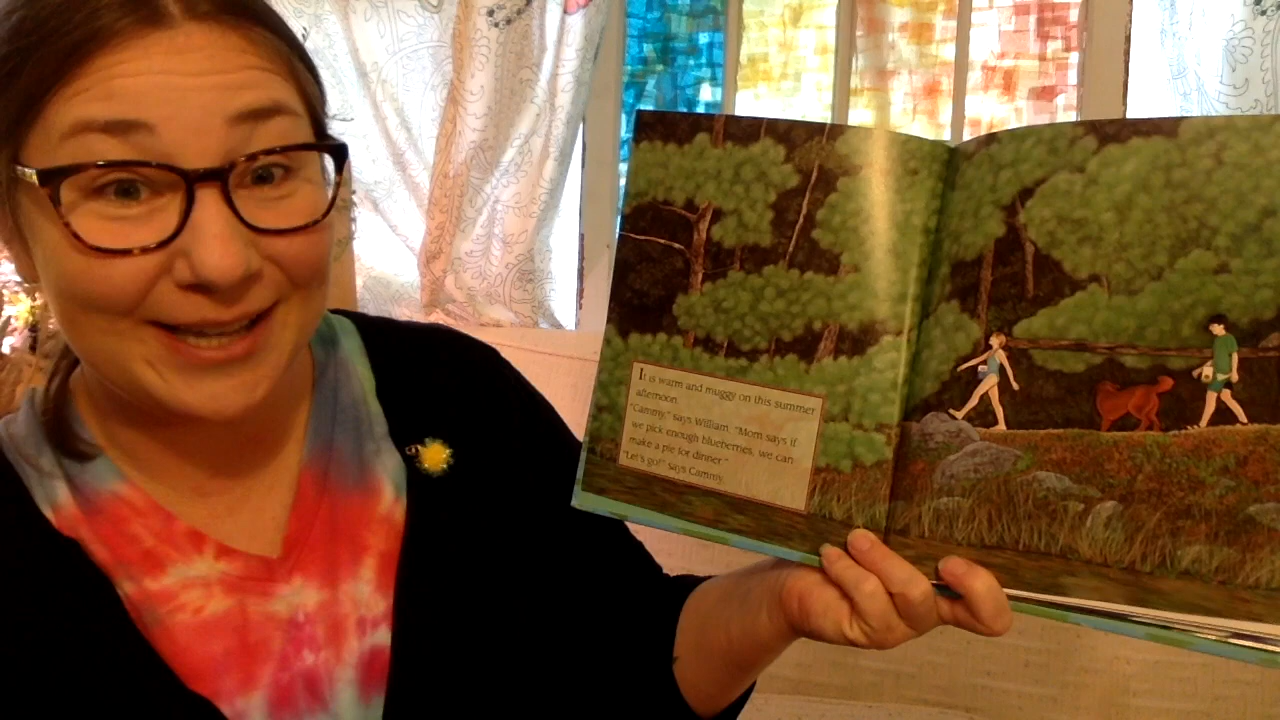 It is warm and muggy on this summer
afternoon.
"Cammy," says William, "Mom says if
we pick enough blueberries, we can
make a pie for dinner."
"Let's go!" says Cammy.